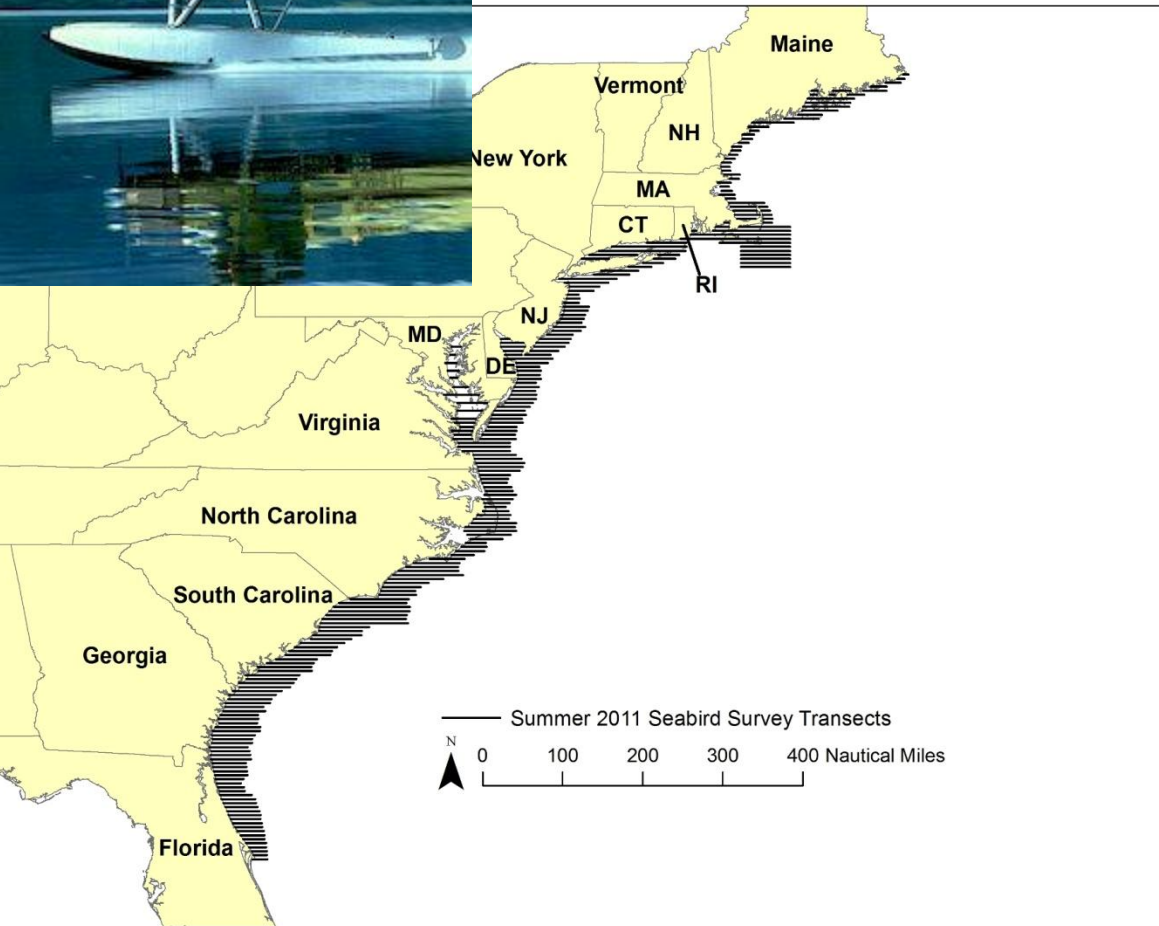 Maine
Vermont
NH
New York
MA
CT
RI
NJ
MD
DE
Virginia
North Carolina
South Carolina
Georgia
Florida
Summer 2011 Seabird Survey Transects
N
0 100 200 300 400 Nautical Miles